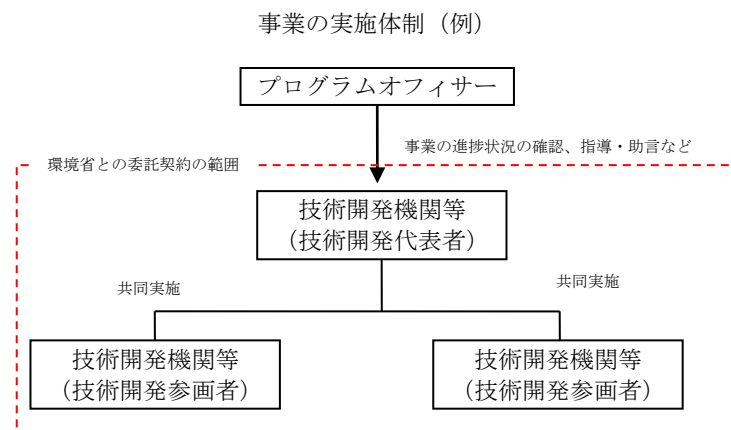 事業の実施体制（例）
プログラムオフィサー
事業の進捗状況の確認、指導・助言など
環境省との委託契約の範囲
技術開発機関等
（技術開発代表者）
共同実施
共同実施
技術開発機関等
（技術開発参画者）
技術開発機関等
（技術開発参画者）